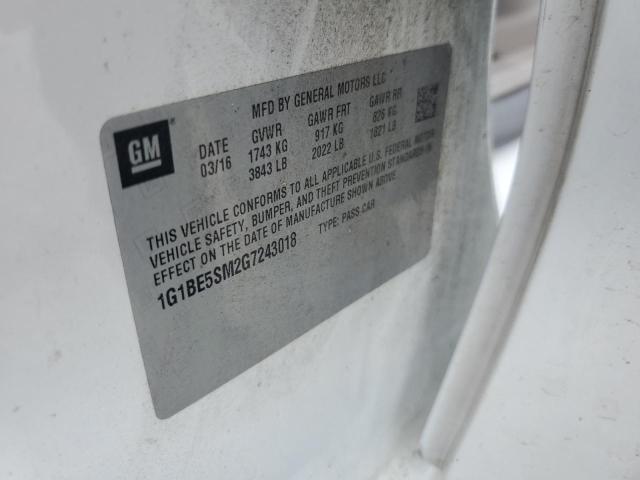 GM
MFD BY GENERAL MOTORS LLC
DATE GVWR GAWR FRT GAWR RR
03/16 1743 KG 917 KG 826 KG
3843 LB 2022 LB 1821 LB
THIS VEHICLE CONFORMS TO ALL APPLICABLE U.S. FEDERAL MOTOR
VEHICLE SAFETY, BUMPER, AND THEFT PREVENTION STANDARDS IN
EFFECT ON THE DATE OF MANUFACTURE SHOWN ABOVE
1G1BE5SM2G7243018 TYPE: PASS CAR